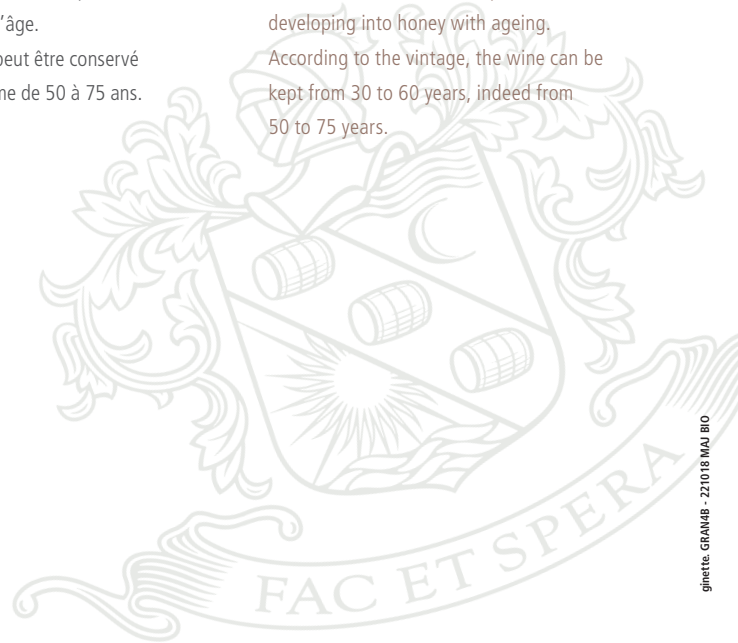 'âge.
peut être conservé
me de 50 à 75 ans.
developing into honey with ageing.
According to the vintage, the wine can be
kept from 30 to 60 years, indeed from
50 to 75 years.
FAC ET SPERA
ginette. GRAN4B - 221018 MAJ BIO